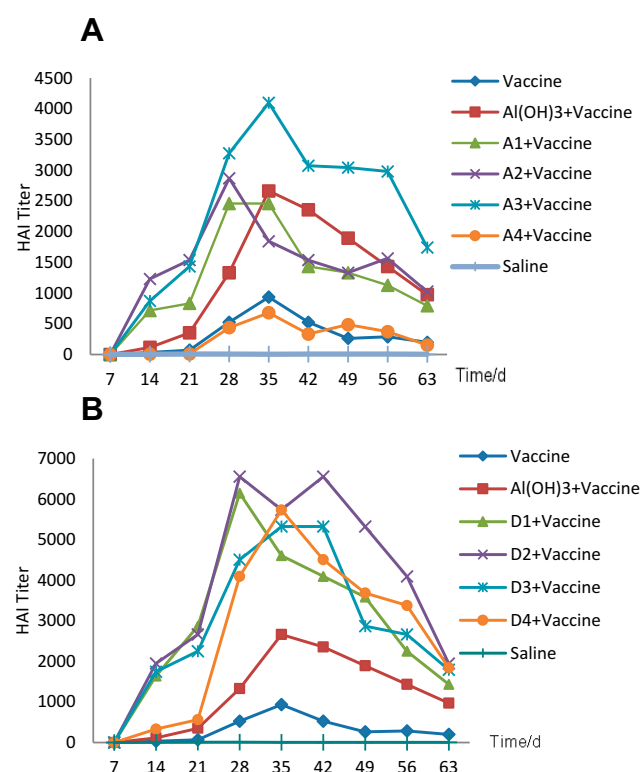 A
4500
4000
3500
3000
2500
2000
1500
1000
500
0
HAI Titer
7 14 21 28 35 42 49 56 63
Time/d
Vaccine
Al(OH)3+Vaccine
A1+Vaccine
A2+Vaccine
A3+Vaccine
A4+Vaccine
Saline
B
7000
6000
5000
4000
3000
2000
1000
0
HAI Titer
7 14 21 28 35 42 49 56 63
Time/d
Vaccine
Al(OH)3+Vaccine
D1+Vaccine
D2+Vaccine
D3+Vaccine
D4+Vaccine
Saline